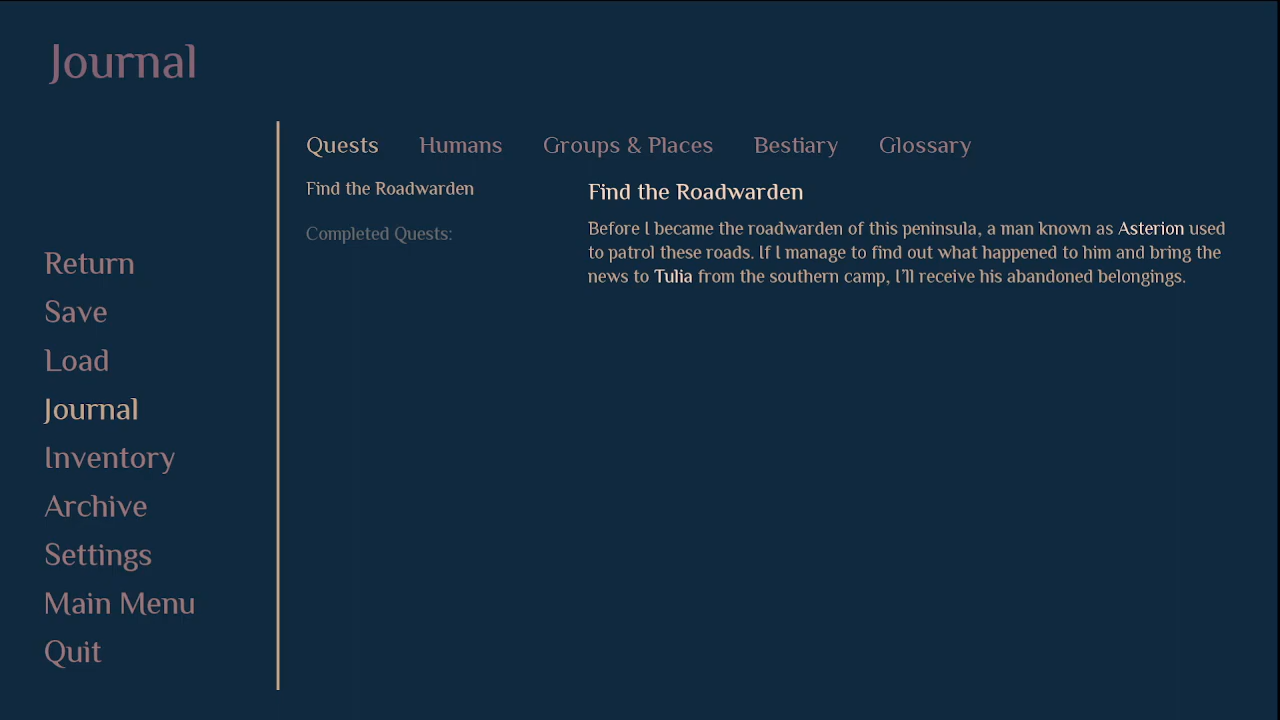 Journal
Quests Humans Groups & Places Bestiary Glossary
Find the Roadwarden
Completed Quests:
Find the Roadwarden
Before I became the roadwarden of this peninsula, a man known as Asterion used
to patrol these roads. If I manage to find out what happened to him and bring the
news to Tulia from the southern camp, I'll receive his abandoned belongings.
Return
Save
Load
Journal
Inventory
Archive
Settings
Main Menu
Quit